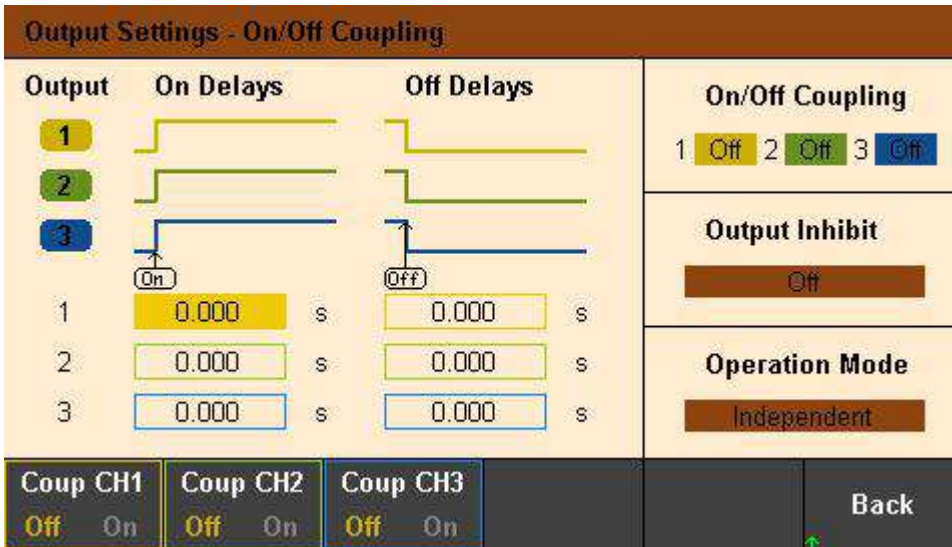 Output Settings - On/Off Coupling
Output On Delays Off Delays
1
2
3
On Off
1 0.000 s 0.000 s
2 0.000 s 0.000 s
3 0.000 s 0.000 s
On/Off Coupling
1 Off 2 Off 3 Off
Output Inhibit
Off
Operation Mode
Independent
Coup CH1 Coup CH2 Coup CH3
Off On Off On Off On
Back